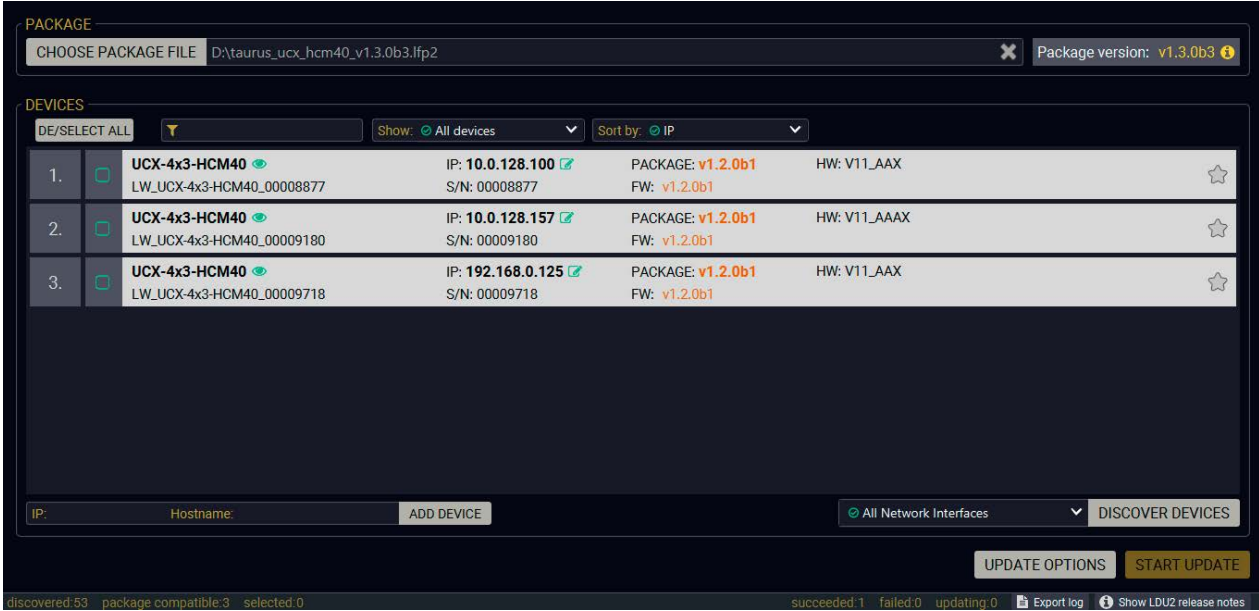 PACKAGE
CHOOSE PACKAGE FILE D:\taurus_ucx_hcm40_v1.3.0b3.lfp2 Package version: v1.3.0b3
DEVICES
DE/SELECT ALL Show: All devices Sort by: IP
1. UCX-4x3-HCM40 IP: 10.0.128.100 PACKAGE: v1.2.0b1 HW: V11_AAX
LW_UCX-4x3-HCM40_00008877 S/N: 00008877 FW: v1.2.0b1
2. UCX-4x3-HCM40 IP: 10.0.128.157 PACKAGE: v1.2.0b1 HW: V11_AAAX
LW_UCX-4x3-HCM40_00009180 S/N: 00009180 FW: v1.2.0b1
3. UCX-4x3-HCM40 IP: 192.168.0.125 PACKAGE: v1.2.0b1 HW: V11_AAX
LW_UCX-4x3-HCM40_00009718 S/N: 00009718 FW: v1.2.0b1
IP: Hostname: ADD DEVICE All Network Interfaces DISCOVER DEVICES
UPDATE OPTIONS START UPDATE
discovered:53 package compatible:3 selected:0 succeeded:1 failed:0 updating:0 Export log Show LDU2 release notes